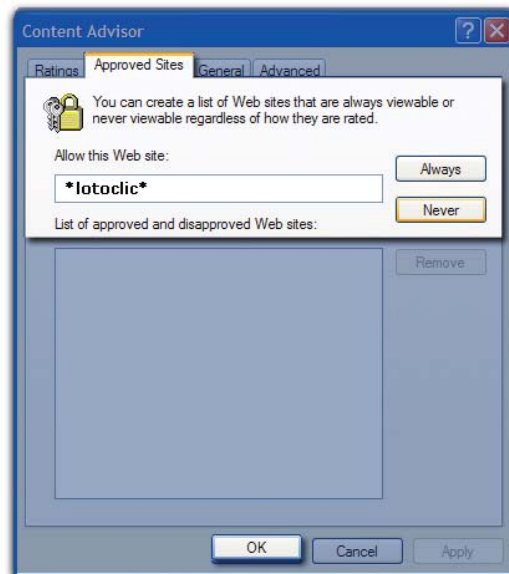 Content Advisor
Ratings Approved Sites General Advanced
You can create a list of Web sites that are always viewable or
never viewable regardless of how they are rated.
Allow this Web site:
Always
*lotoclic*
Never
List of approved and disapproved Web sites:
Remove
OK Cancel Apply